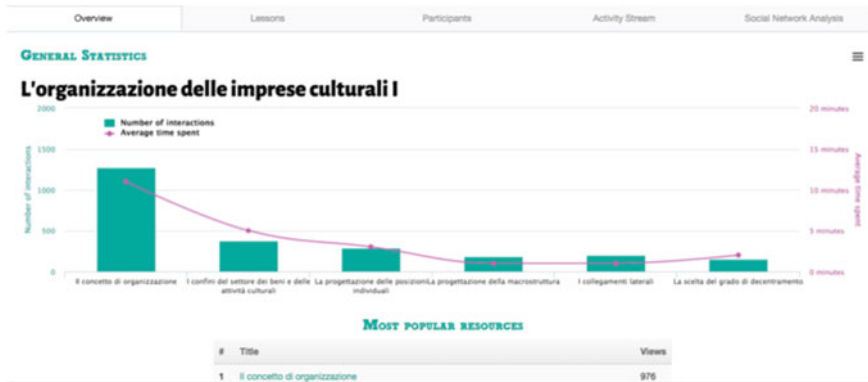 Overview Lessons Participants Activity Stream Social Network Analysis
GENERAL STATISTICS
L'organizzazione delle imprese culturali I
2000 20 minutes
Number of interactions
Average time spent
1500 15 minutes
1000 10 minutes
500 5 minutes
0 0 minutes
Number of interactions
Average time spent
Il concetto di organizzazione
I confini del settore dei beni e delle
attività culturali
La progettazione delle posizioni
individuali
La progettazione della macrostruttura
I collegamenti laterali
La scelta del grado di decentramento
MOST POPULAR RESOURCES
# Title Views
1 Il concetto di organizzazione 976